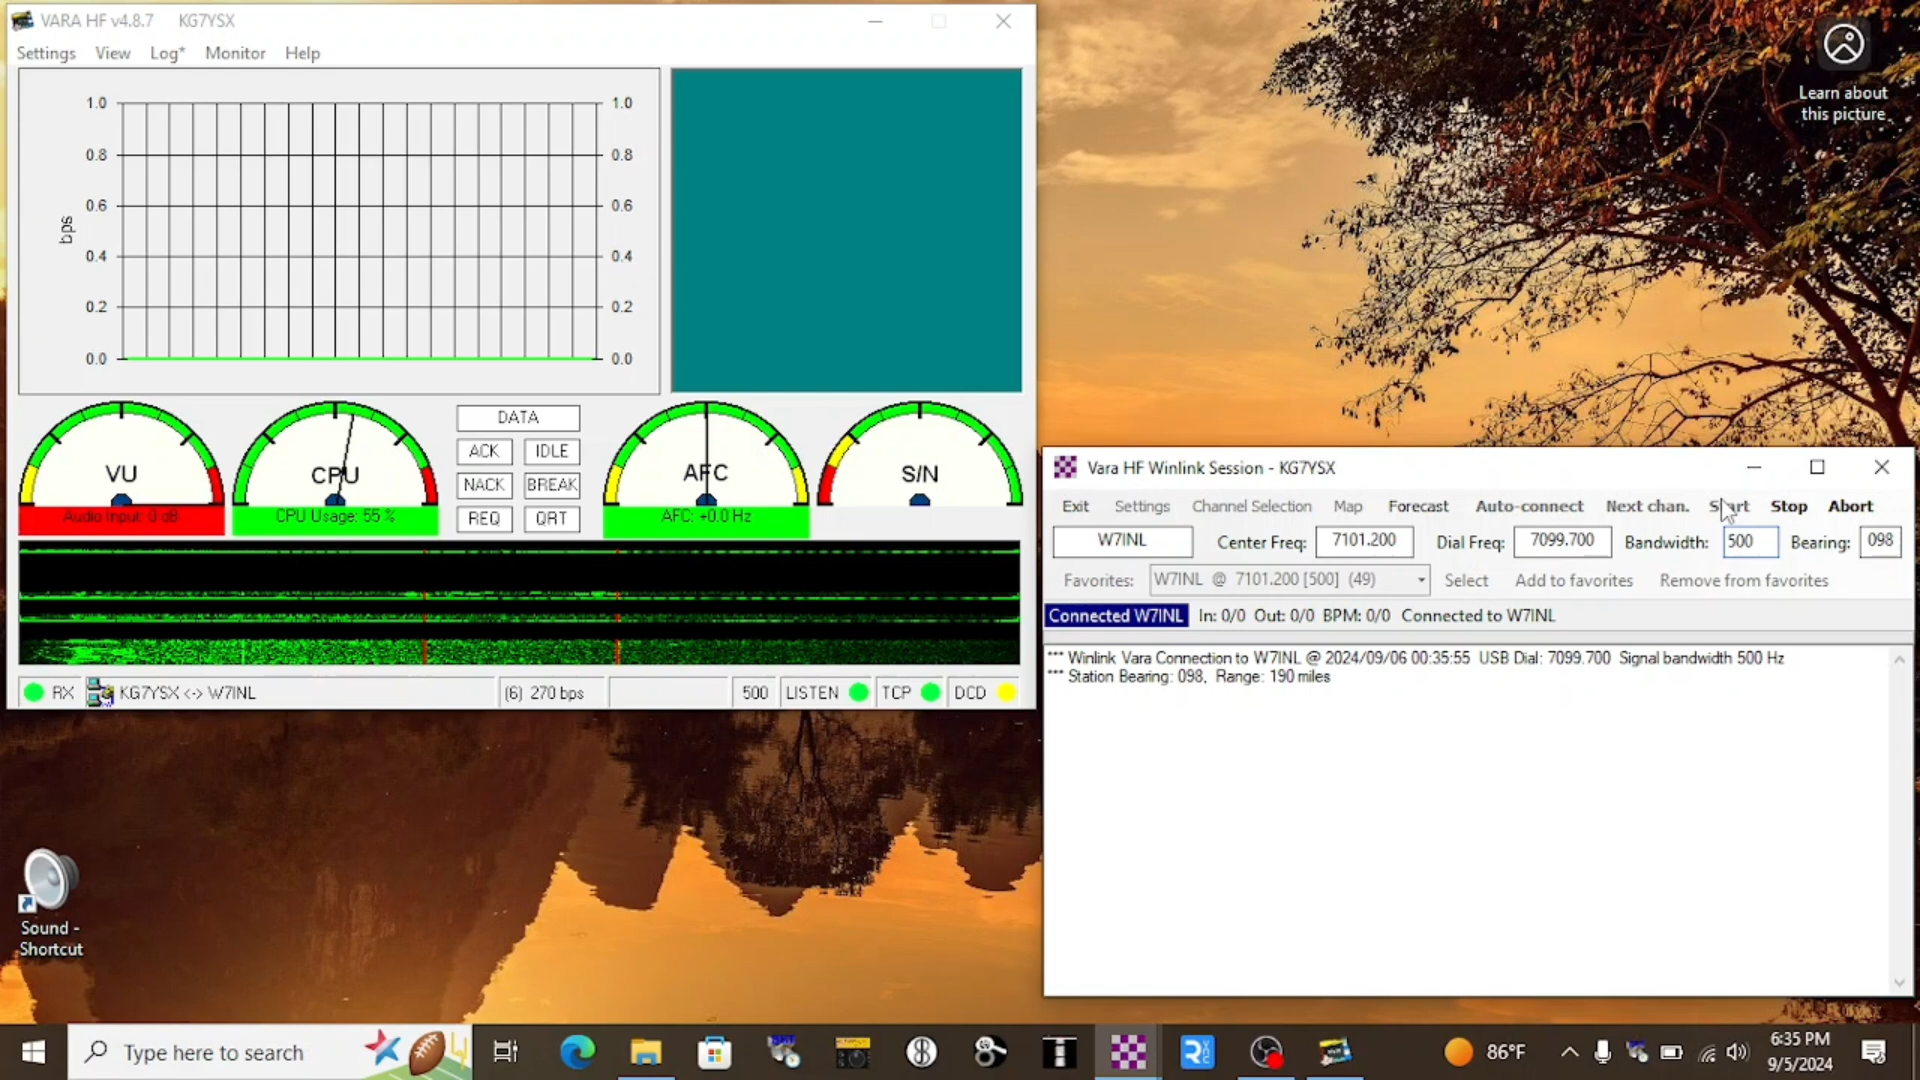 VARA HF v4.8.7 KG7YSX
Settings View Log* Monitor Help
1.0 1.0
0.8 0.8
0.6 0.6
bps
0.4 0.4
0.2 0.2
0.0 0.0
VU
Audio Input: 0 dB
CPU
CPU Usage: 55 %
DATA
ACK IDLE
NACK BREAK
REQ QRT
AFC
AFC: +0.0 Hz
S/N
RX KG7YSX <-> W7INL (6) 270 bps 500 LISTEN TCP DCD
Learn about
this picture
Vara HF Winlink Session - KG7YSX
Exit Settings Channel Selection Map Forecast Auto-connect Next chan. Start Stop Abort
W7INL Center Freq: 7101.200 Dial Freq: 7099.700 Bandwidth: 500 Bearing: 098
Favorites: W7INL @ 7101.200 [500] (49) Select Add to favorites Remove from favorites
Connected W7INL In: 0/0 Out: 0/0 BPM: 0/0 Connected to W7INL
*** Winlink Vara Connection to W7INL @ 2024/09/06 00:35:55 USB Dial: 7099.700 Signal bandwidth 500 Hz
*** Station Bearing: 098, Range: 190 miles
Sound -
Shortcut
Type here to search
86°F
6:35 PM
9/5/2024